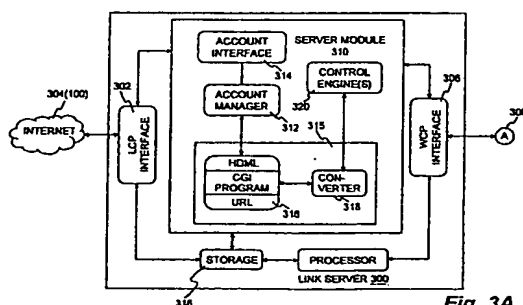 ACCOUNT
INTERFACE
314
SERVER MODULE
310
CONTROL
ENGINE(S)
320
ACCOUNT
MANAGER
312
302
304(100)
INTERNET
LCP
INTERFACE
306
WCP
INTERFACE
308
A
315
HDML
CGI
PROGRAM
URL
316
CON-
VERTER
318
STORAGE
316
PROCESSOR
LINK SERVER 300
Fig. 3A